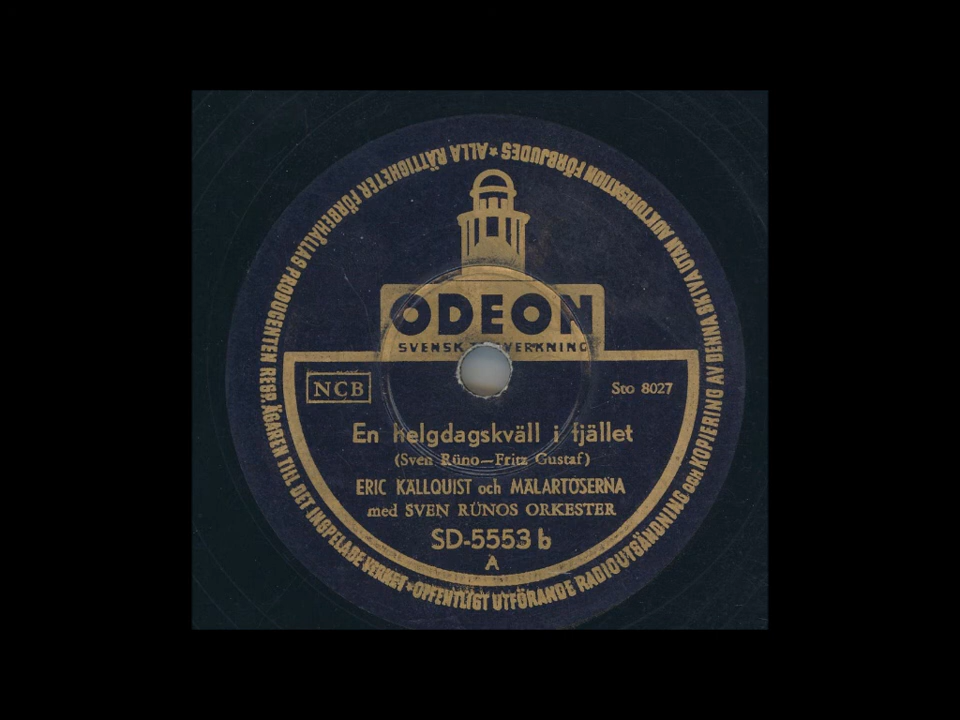 ALLA RÄTTIGHETER FÖRBEHÅLLAS PRODUCENTEN RESP. ÄGAREN TILL DET INSPELADE VERKET • OFFENTLIGT UTFÖRANDE RADIOUTSÄNDNING OCH KOPIERING AV DENNA SKIVA UTAN AUKTORISATION FÖRBJUDES ★
ODEON
SVENSK TILLVERKNING
NCB
Sto 8027
En helgdagskväll i fjället
(Sven Rüno—Fritz Gustaf)
ERIC KÄLLQUIST och MÄLARTÖSERNA
med SVEN RÜNOS ORKESTER
SD-5553 b
A